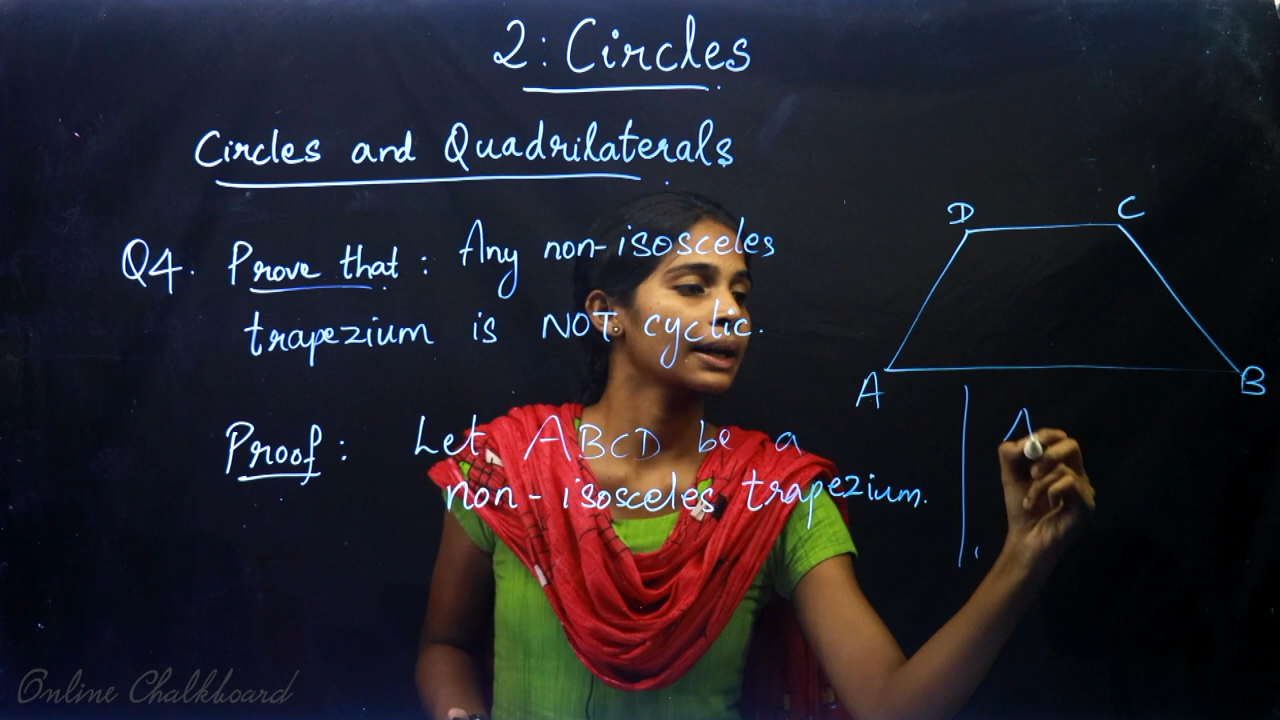 2: Circles
Circles and Quadrilaterals
Q4. Prove that: Any non-isosceles
trapezium is NOT cyclic.
Proof: Let ABCD be a
non-isosceles trapezium.
D C
A B
A
Online Chalkboard